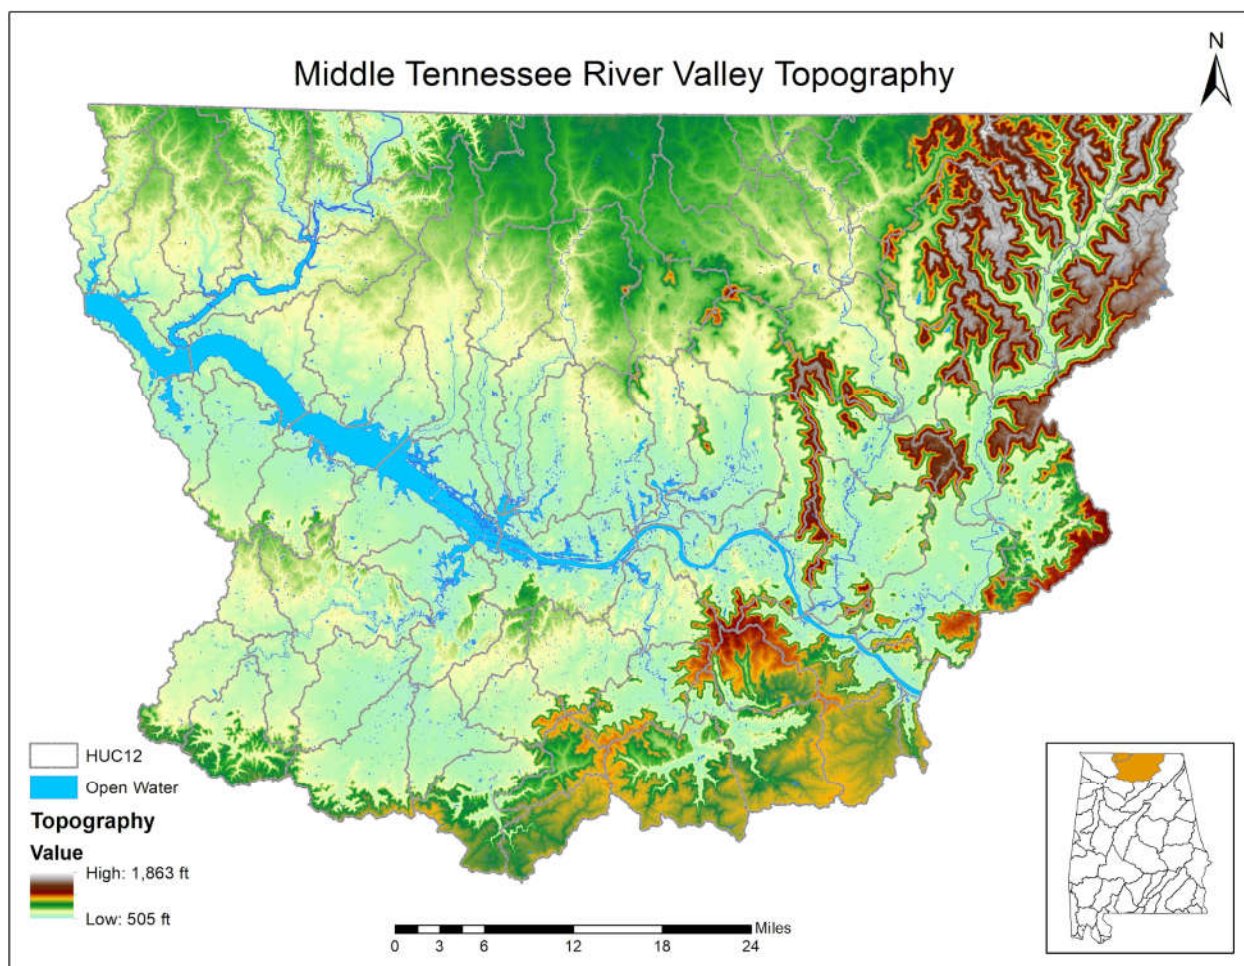 N
Middle Tennessee River Valley Topography
HUC12
Open Water
Topography
Value
High: 1,863 ft
Low: 505 ft
Miles
0 3 6 12 18 24